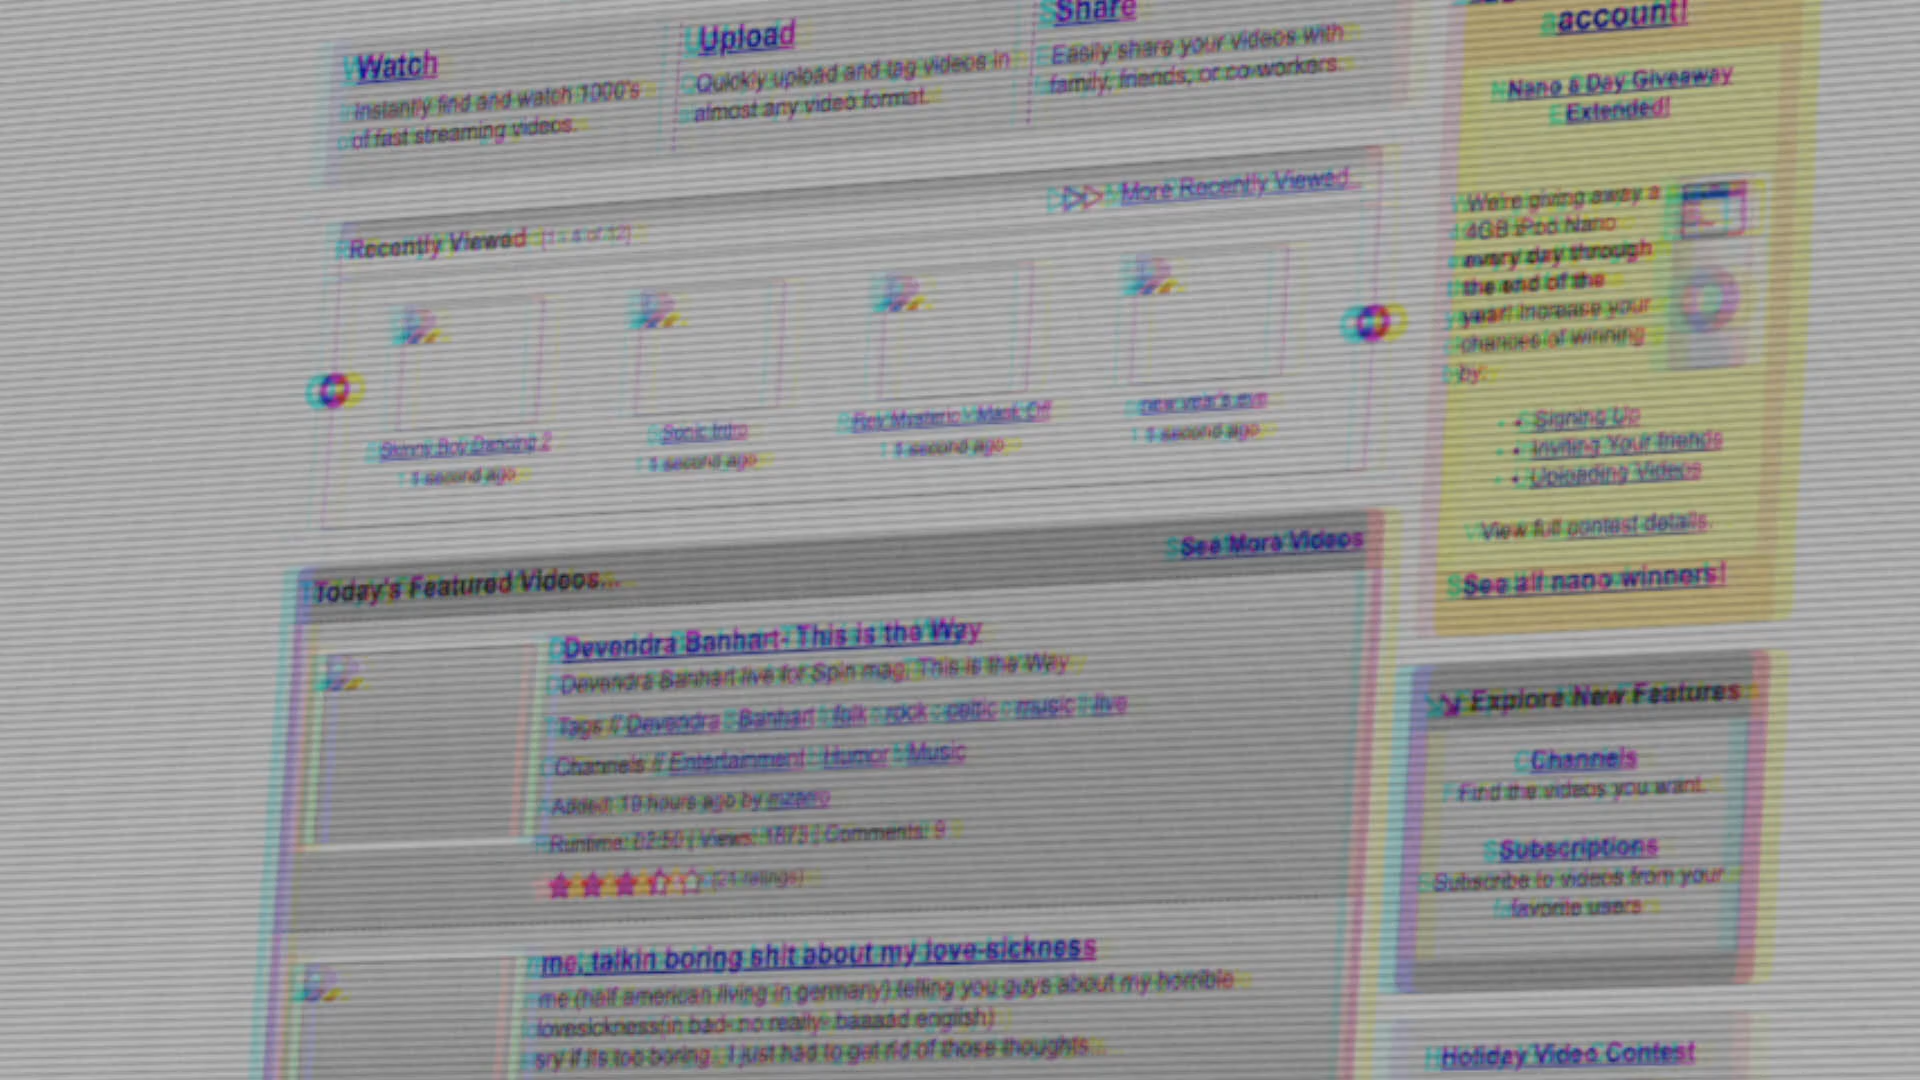 Watch
Instantly find and watch 1000's
of fast streaming videos.
Upload
Quickly upload and tag videos in
almost any video format.
Share
Easily share your videos with
family, friends, or co-workers.
Recently Viewed [1 - 4 of 12]
More Recently Viewed...
Skinny Boy Dancing 2
1 second ago
Sonic Intro
1 second ago
Rey Mysterio - Mask Off
1 second ago
new year's eve
1 second ago
Today's Featured Videos...
See More Videos
Devendra Banhart- This is the Way
Devendra Banhart live for Spin mag, This is the Way
Tags // Devendra : Banhart : folk : rock : celtic : music : live
Channels // Entertainment : Humor : Music
Added: 19 hours ago by
Runtime: 02:50 | Views: 1873 | Comments: 9
(21 ratings)
me, talkin boring shit about my love-sickness
me (half american living in germany) telling you guys about my horrible
lovesickness(in bad- no really- baaaad english)
sry if its too boring.. I just had to get rid of those thoughts...
account!
Nano a Day Giveaway
Extended!
We're giving away a
4GB iPod Nano
every day through
the end of the
year! Increase your
chances of winning
by:
• Signing Up
• Inviting Your friends
• Uploading Videos
View full contest details.
See all nano winners!
Explore New Features
Channels
Find the videos you want.
Subscriptions
Subscribe to videos from your
favorite users
Holiday Video Contest